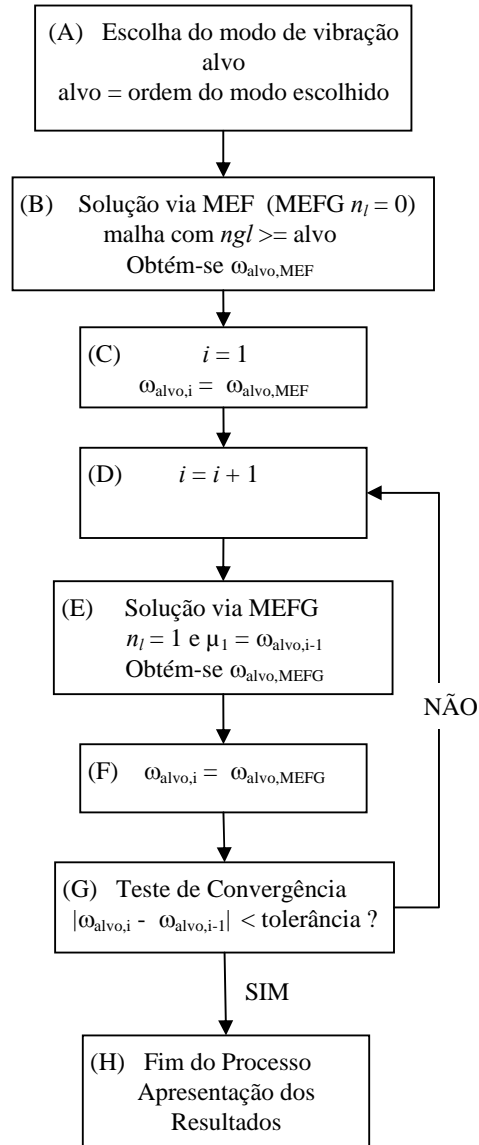 (A) Escolha do modo de vibração
alvo
alvo = ordem do modo escolhido
(B) Solução via MEF (MEFG n_l = 0)
malha com ngl >= alvo
Obtém-se ω_alvo,MEF
(C) i = 1
ω_alvo,i = ω_alvo,MEF
(D) i = i + 1
(E) Solução via MEFG
n_l = 1 e μ_1 = ω_alvo,i-1
Obtém-se ω_alvo,MEFG
NÃO
(F) ω_alvo,i = ω_alvo,MEFG
(G) Teste de Convergência
|ω_alvo,i - ω_alvo,i-1| < tolerância ?
SIM
(H) Fim do Processo
Apresentação dos
Resultados